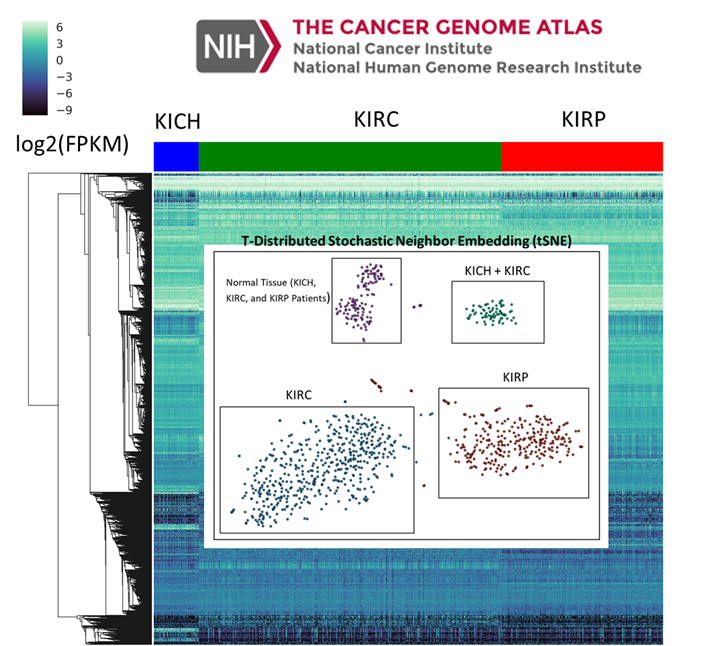 6
3
0
−3
−6
−9
log2(FPKM)
NIH
THE CANCER GENOME ATLAS
National Cancer Institute
National Human Genome Research Institute
KICH
KIRC
KIRP
T-Distributed Stochastic Neighbor Embedding (tSNE)
Normal Tissue (KICH,
KIRC, and KIRP Patients)
KICH + KIRC
KIRC
KIRP